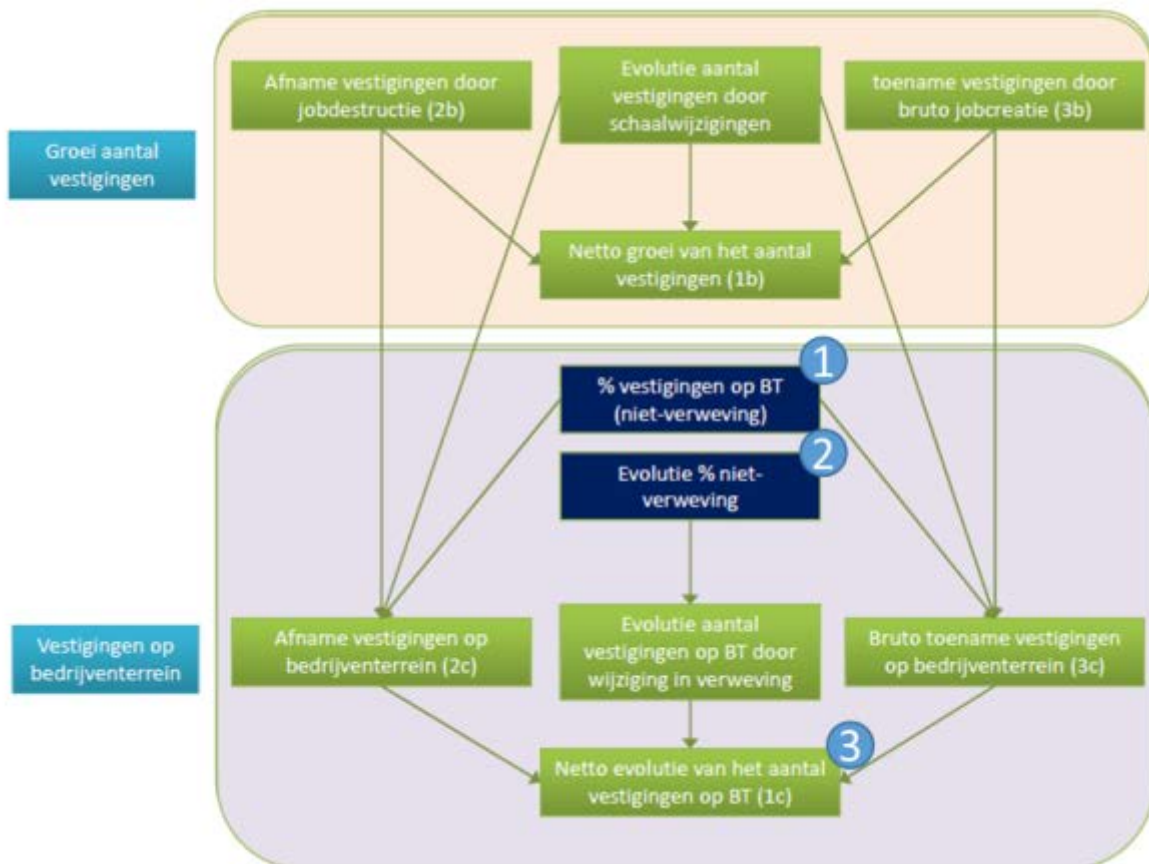 Afname vestigingen door
jobdestructie (2b)
Evolutie aantal
vestigingen door
schaalwijzigingen
toename vestigingen door
bruto jobcreatie (3b)
Groei aantal
vestigingen
Netto groei van het aantal
vestigingen (1b)
1
% vestigingen op BT
(niet-verweving)
2
Evolutie % niet-
verweving
Vestigingen op
bedrijventerrein
Afname vestigingen op
bedrijventerrein (2c)
Evolutie aantal
vestigingen op BT door
wijziging in verweving
Bruto toename vestigingen
op bedrijventerrein (3c)
3
Netto evolutie van het aantal
vestigingen op BT (1c)